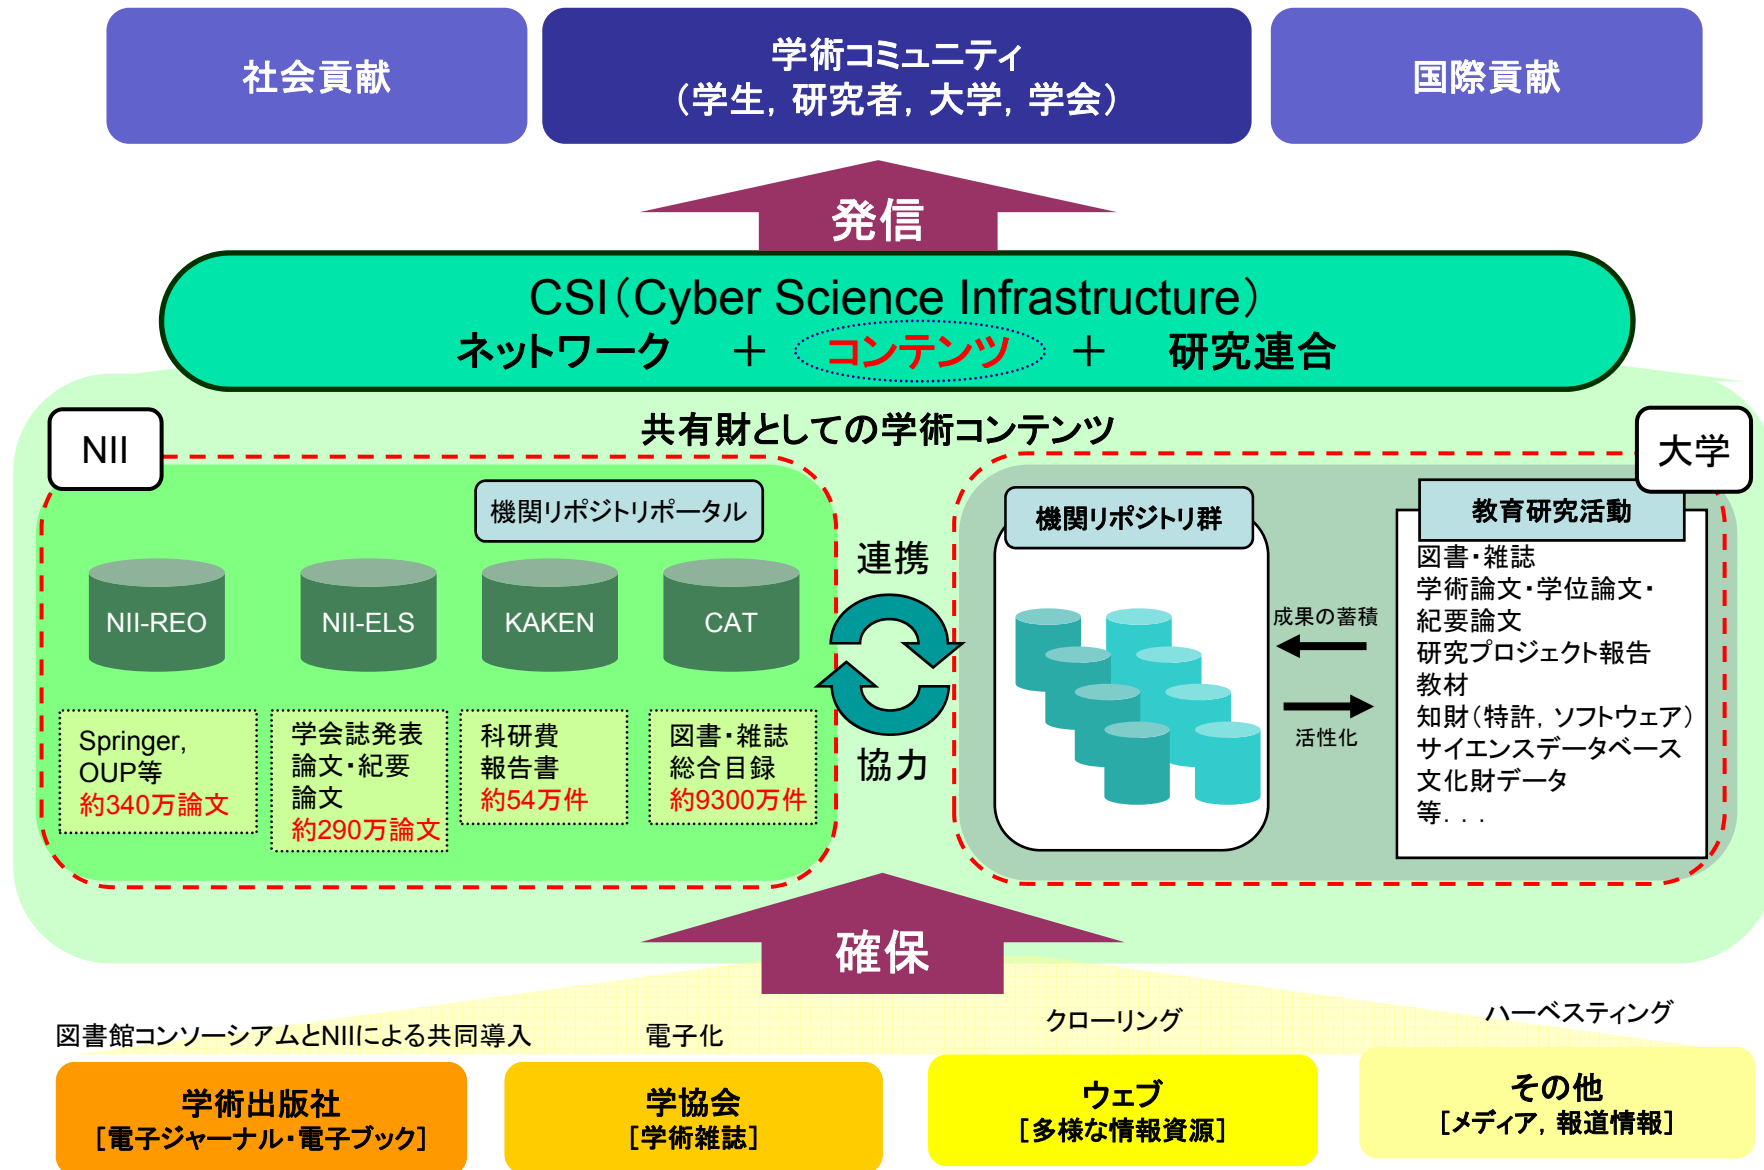 社会貢献
学術コミュニティ
（学生，研究者，大学，学会）
国際貢献
発信
CSI（Cyber Science Infrastructure）
ネットワーク ＋ コンテンツ ＋ 研究連合
共有財としての学術コンテンツ
NII
機関リポジトリポータル
NII-REO
NII-ELS
KAKEN
CAT
Springer,
OUP等
約340万論文
学会誌発表
論文・紀要
論文
約290万論文
科研費
報告書
約54万件
図書・雑誌
総合目録
約9300万件
連携
協力
大学
機関リポジトリ群
成果の蓄積
活性化
教育研究活動
図書・雑誌
学術論文・学位論文・
紀要論文
研究プロジェクト報告
教材
知財（特許，ソフトウェア）
サイエンスデータベース
文化財データ
等．．．
確保
図書館コンソーシアムとNIIによる共同導入
電子化
クローリング
ハーベスティング
学術出版社
［電子ジャーナル・電子ブック］
学協会
［学術雑誌］
ウェブ
［多様な情報資源］
その他
［メディア，報道情報］